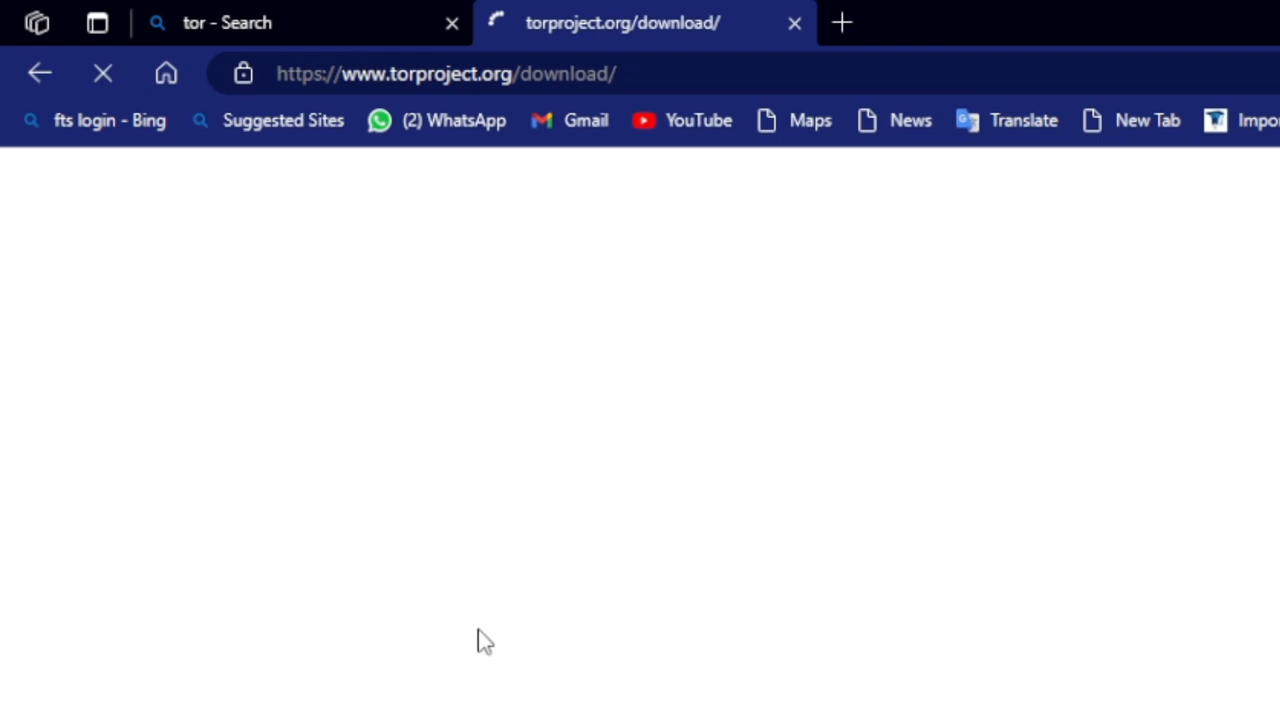 tor - Search
torproject.org/download/
https://www.torproject.org/download/
fts login - Bing
Suggested Sites
(2) WhatsApp
Gmail
YouTube
Maps
News
Translate
New Tab